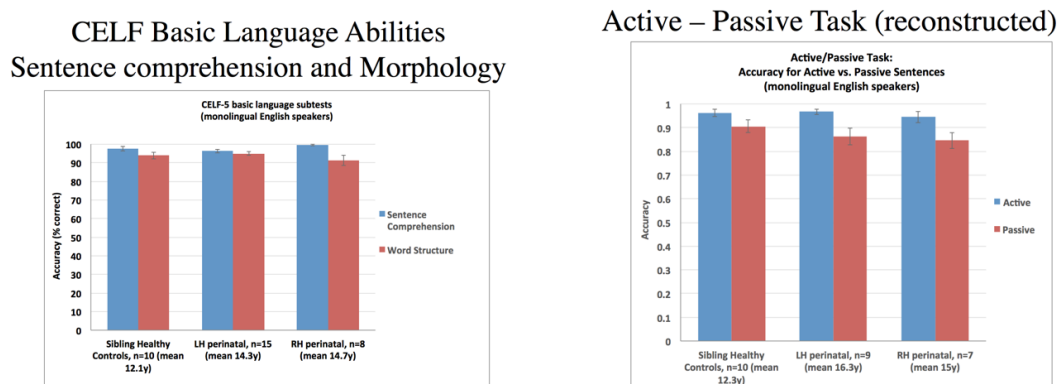 CELF Basic Language Abilities
Sentence comprehension and Morphology
CELF-5 basic language subtests
(monolingual English speakers)
Accuracy (% correct)
100
90
80
70
60
50
40
30
20
10
0
Sibling Healthy
Controls, n=10 (mean
12.1y)
LH perinatal, n=15
(mean 14.3y)
RH perinatal, n=8
(mean 14.7y)
Sentence
Comprehension
Word Structure
Active – Passive Task (reconstructed)
Active/Passive Task:
Accuracy for Active vs. Passive Sentences
(monolingual English speakers)
Accuracy
1
0.9
0.8
0.7
0.6
0.5
0.4
0.3
0.2
0.1
0
Sibling Healthy
Controls, n=10 (mean
12.3y)
LH perinatal, n=9
(mean 16.3y)
RH perinatal, n=7
(mean 15y)
Active
Passive